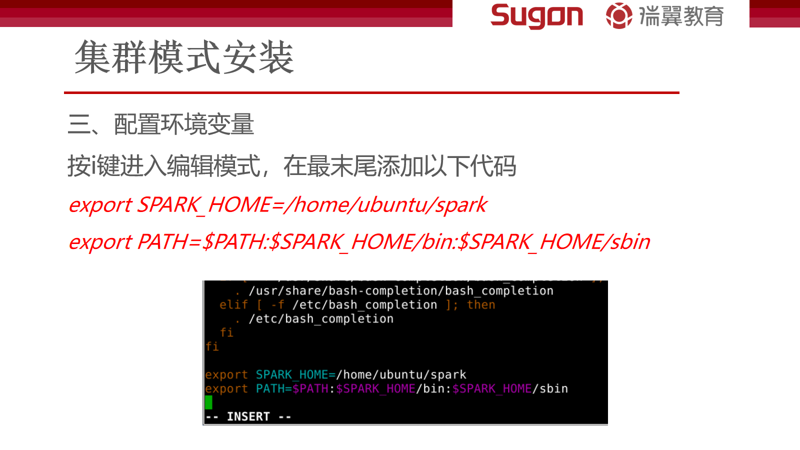 Sugon 瑞翼教育
集群模式安装
三、配置环境变量
按i键进入编辑模式，在最末尾添加以下代码
export SPARK_HOME=/home/ubuntu/spark
export PATH=$PATH:$SPARK_HOME/bin:$SPARK_HOME/sbin
. /usr/share/bash-completion/bash_completion
elif [ -f /etc/bash_completion ]; then
. /etc/bash_completion
fi
fi
export SPARK_HOME=/home/ubuntu/spark
export PATH=$PATH:$SPARK_HOME/bin:$SPARK_HOME/sbin
-- INSERT --